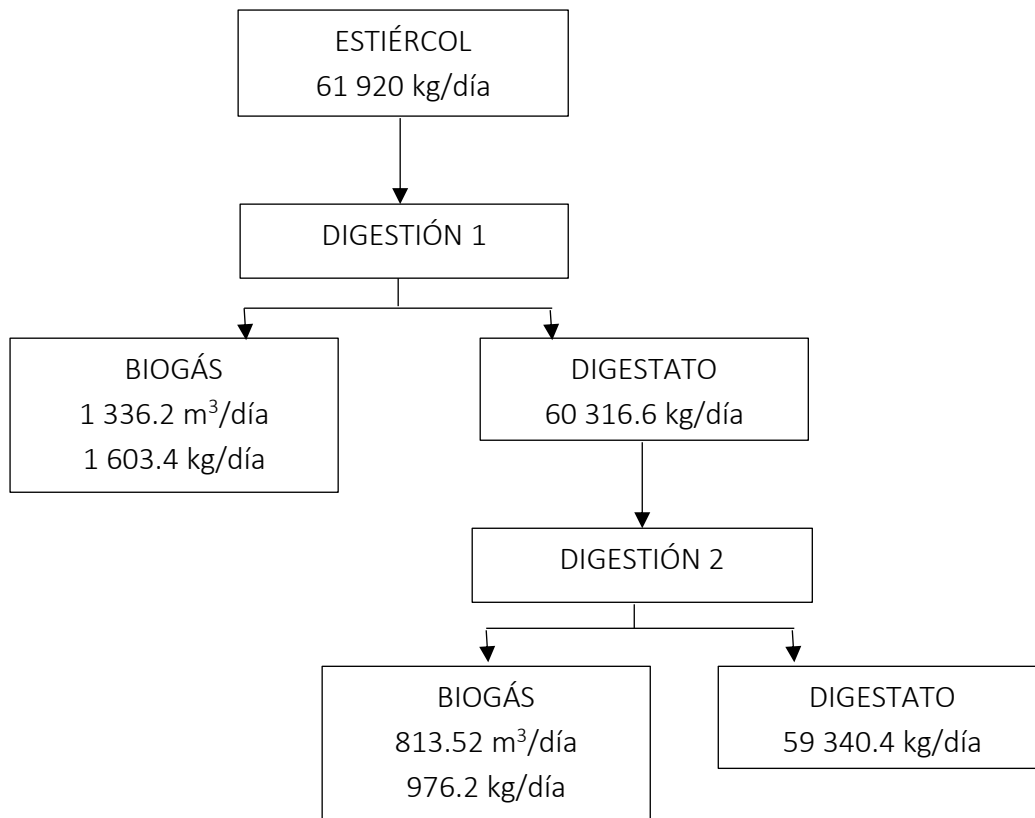 ESTIÉRCOL
61 920 kg/día
DIGESTIÓN 1
BIOGÁS
1 336.2 m³/día
1 603.4 kg/día
DIGESTATO
60 316.6 kg/día
DIGESTIÓN 2
BIOGÁS
813.52 m³/día
976.2 kg/día
DIGESTATO
59 340.4 kg/día